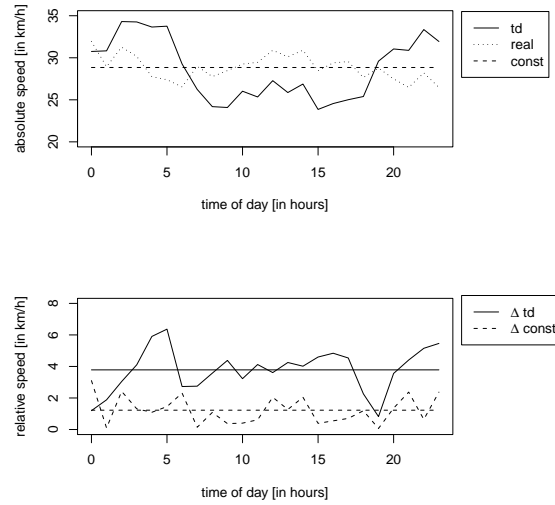 absolute speed [in km/h]
35
30
25
20
0 5 10 15 20
time of day [in hours]
td
real
const
relative speed [in km/h]
8
6
4
2
0
0 5 10 15 20
time of day [in hours]
Δ td
Δ const